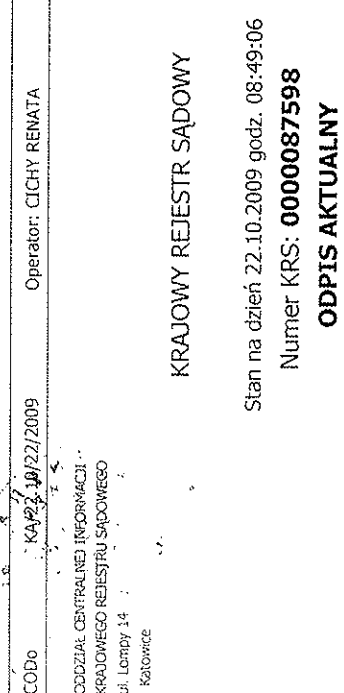 CODo KA/22.10/22/2009 Operator: CICHY RENATA
ODDZIAŁ CENTRALNEJ INFORMACJI
KRAJOWEGO REJESTRU SĄDOWEGO
ul. Lompy 14
Katowice
KRAJOWY REJESTR SĄDOWY
Stan na dzień 22.10.2009 godz. 08:49:06
Numer KRS: 0000087598
ODPIS AKTUALNY